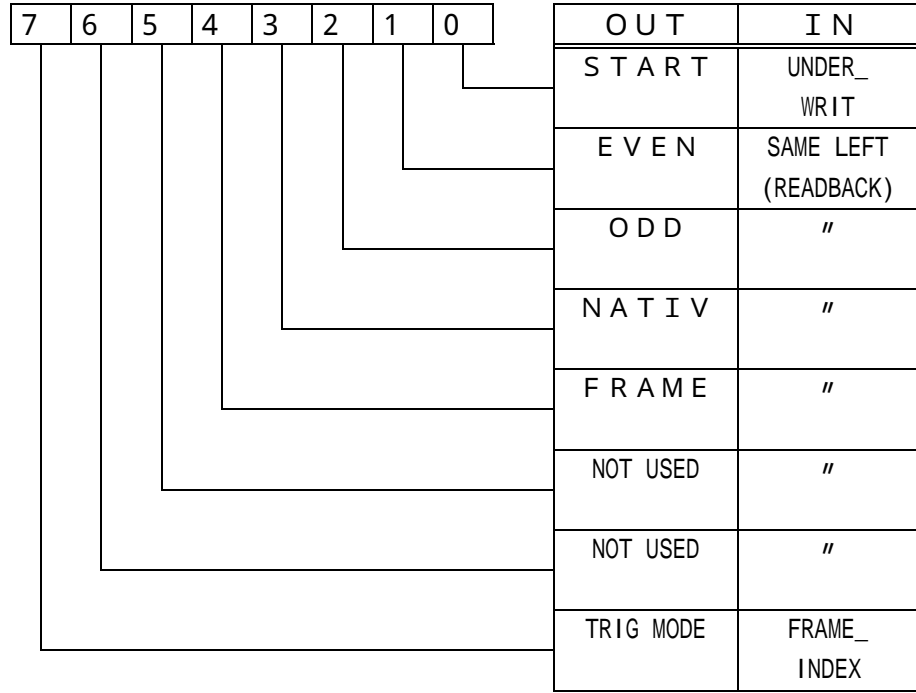 7 6 5 4 3 2 1 0
OUT IN
START UNDER_
WRIT
EVEN SAME LEFT
(READBACK)
ODD 〃
NATIV 〃
FRAME 〃
NOT USED 〃
NOT USED 〃
TRIG MODE FRAME_
INDEX